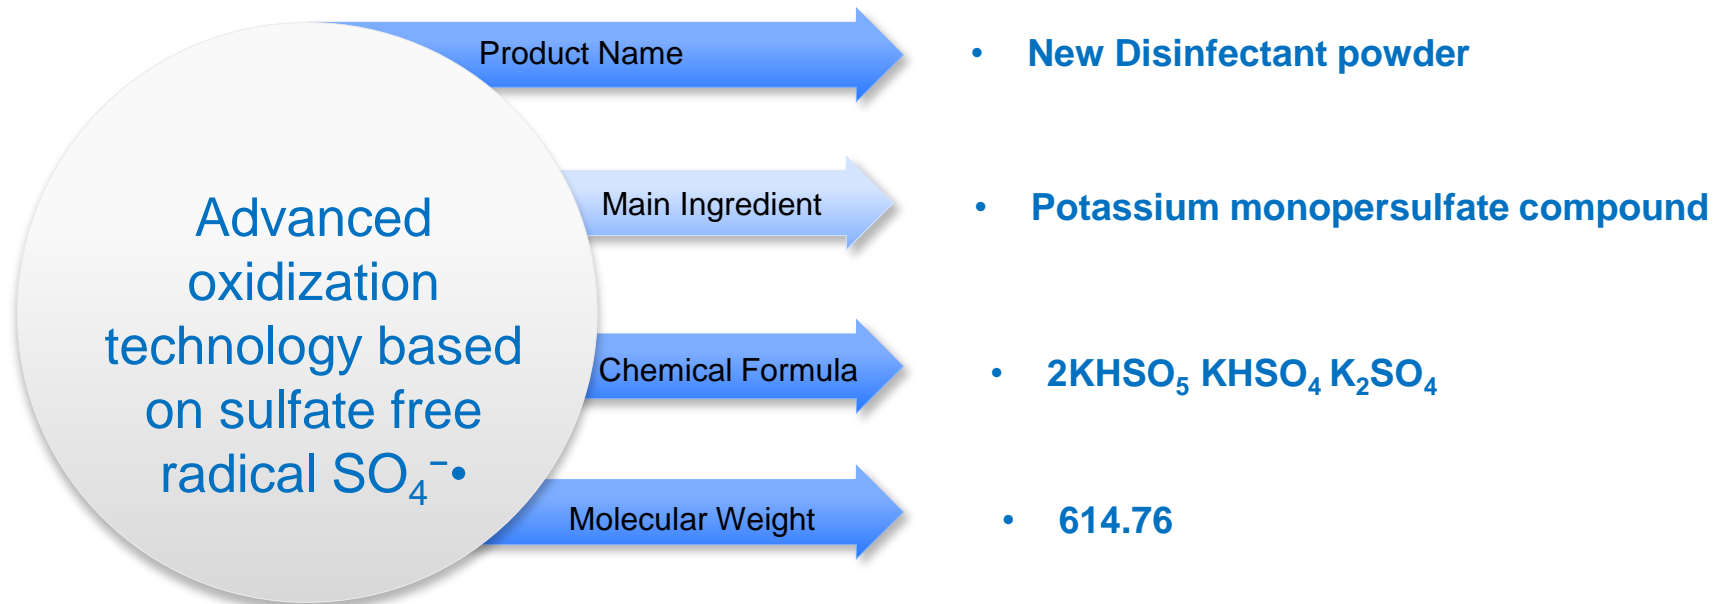 Advanced
oxidization
technology based
on sulfate free
radical SO₄⁻•
Product Name
• New Disinfectant powder
Main Ingredient
• Potassium monopersulfate compound
Chemical Formula
• 2KHSO₅ KHSO₄ K₂SO₄
Molecular Weight
• 614.76